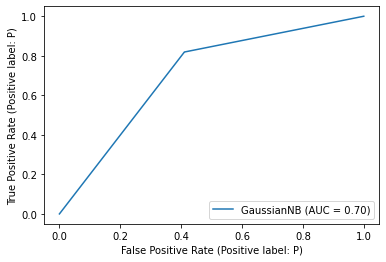 True Positive Rate (Positive label: P)
1.0
0.8
0.6
0.4
0.2
0.0
GaussianNB (AUC = 0.70)
0.0 0.2 0.4 0.6 0.8 1.0
False Positive Rate (Positive label: P)